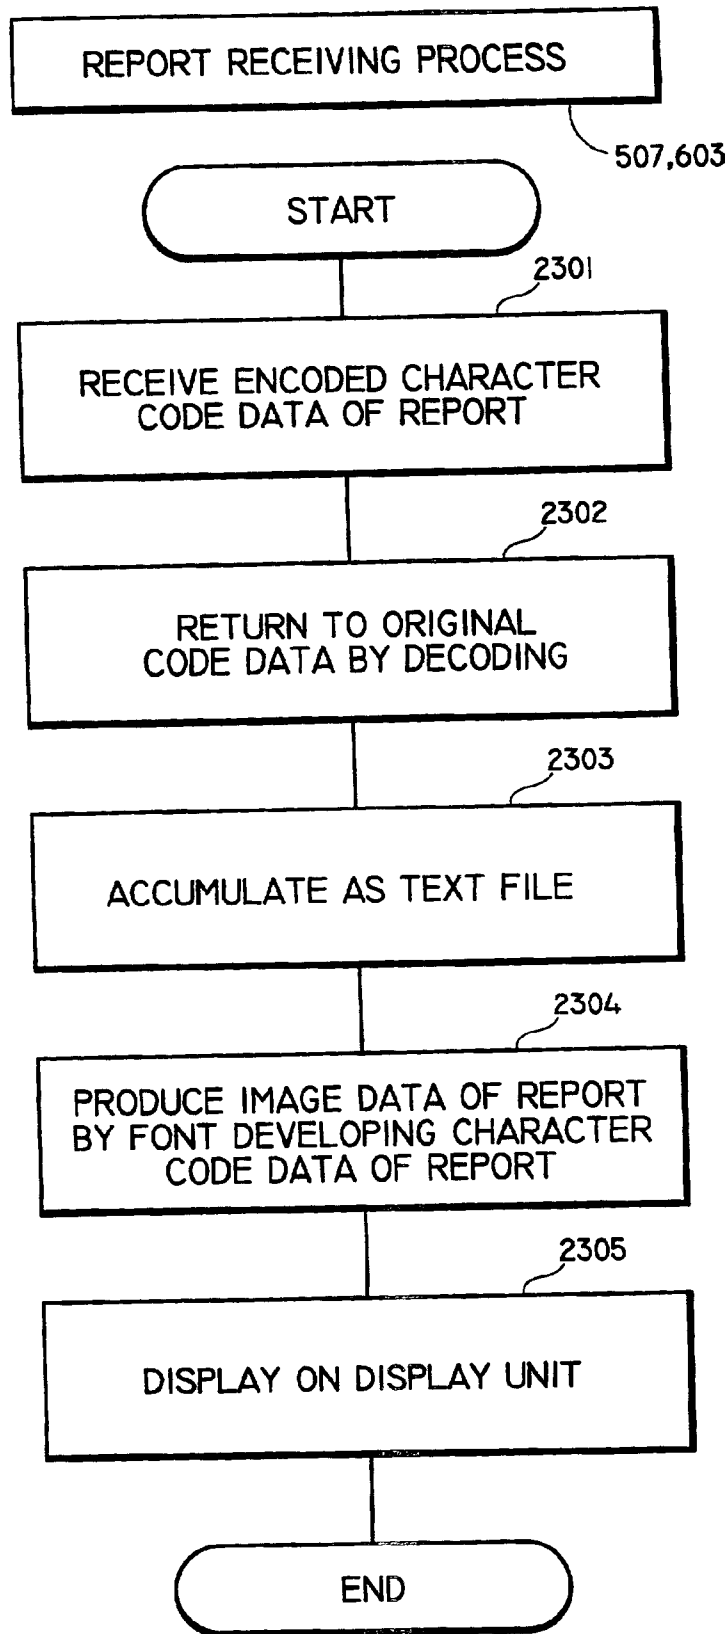 REPORT RECEIVING PROCESS
507,603
START
2301
RECEIVE ENCODED CHARACTER
CODE DATA OF REPORT
2302
RETURN TO ORIGINAL
CODE DATA BY DECODING
2303
ACCUMULATE AS TEXT FILE
2304
PRODUCE IMAGE DATA OF REPORT
BY FONT DEVELOPING CHARACTER
CODE DATA OF REPORT
2305
DISPLAY ON DISPLAY UNIT
END